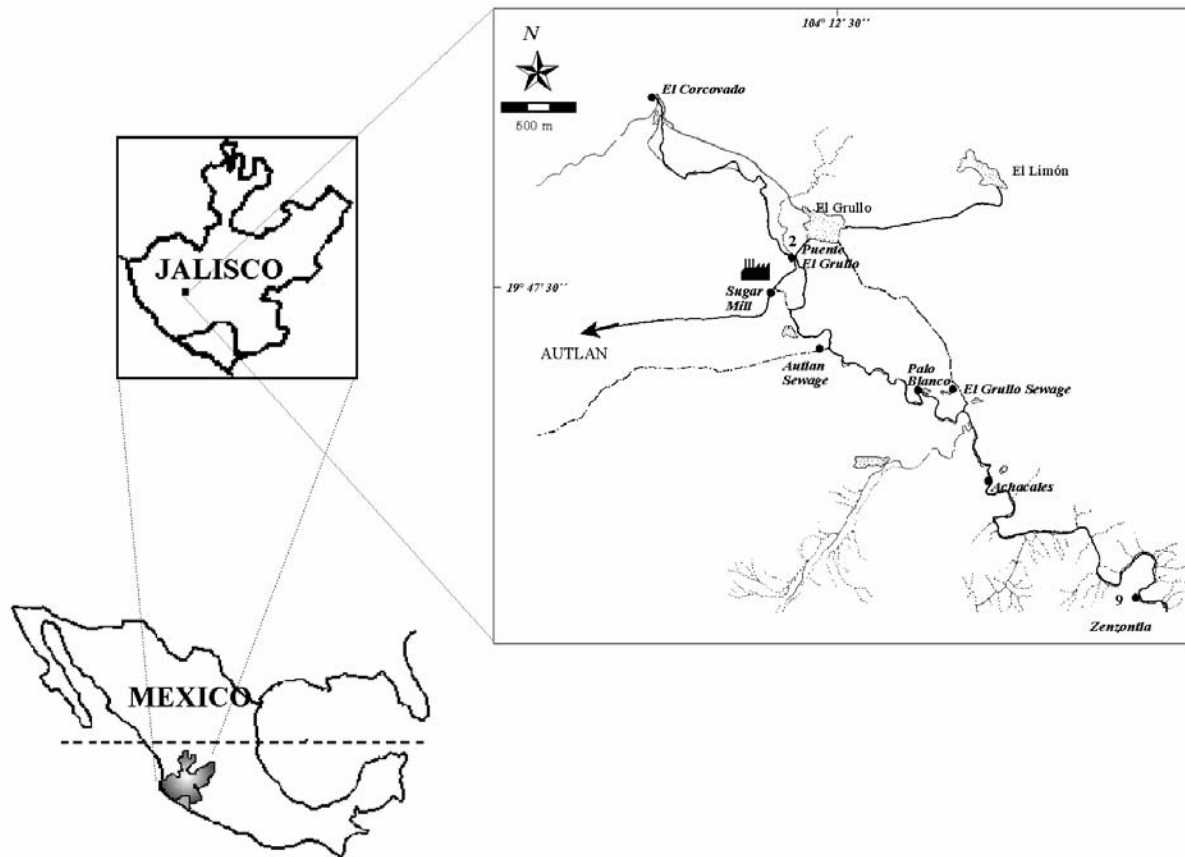 104° 12' 30''
N
500 m
El Corcovado
El Limón
El Grullo
2
Puente
El Grullo
JALISCO
19° 47' 30''
Sugar
Mill
AUTLAN
Autlan
Sewage
Palo
Blanco
El Grullo Sewage
Achacales
9
Zenzontla
MEXICO